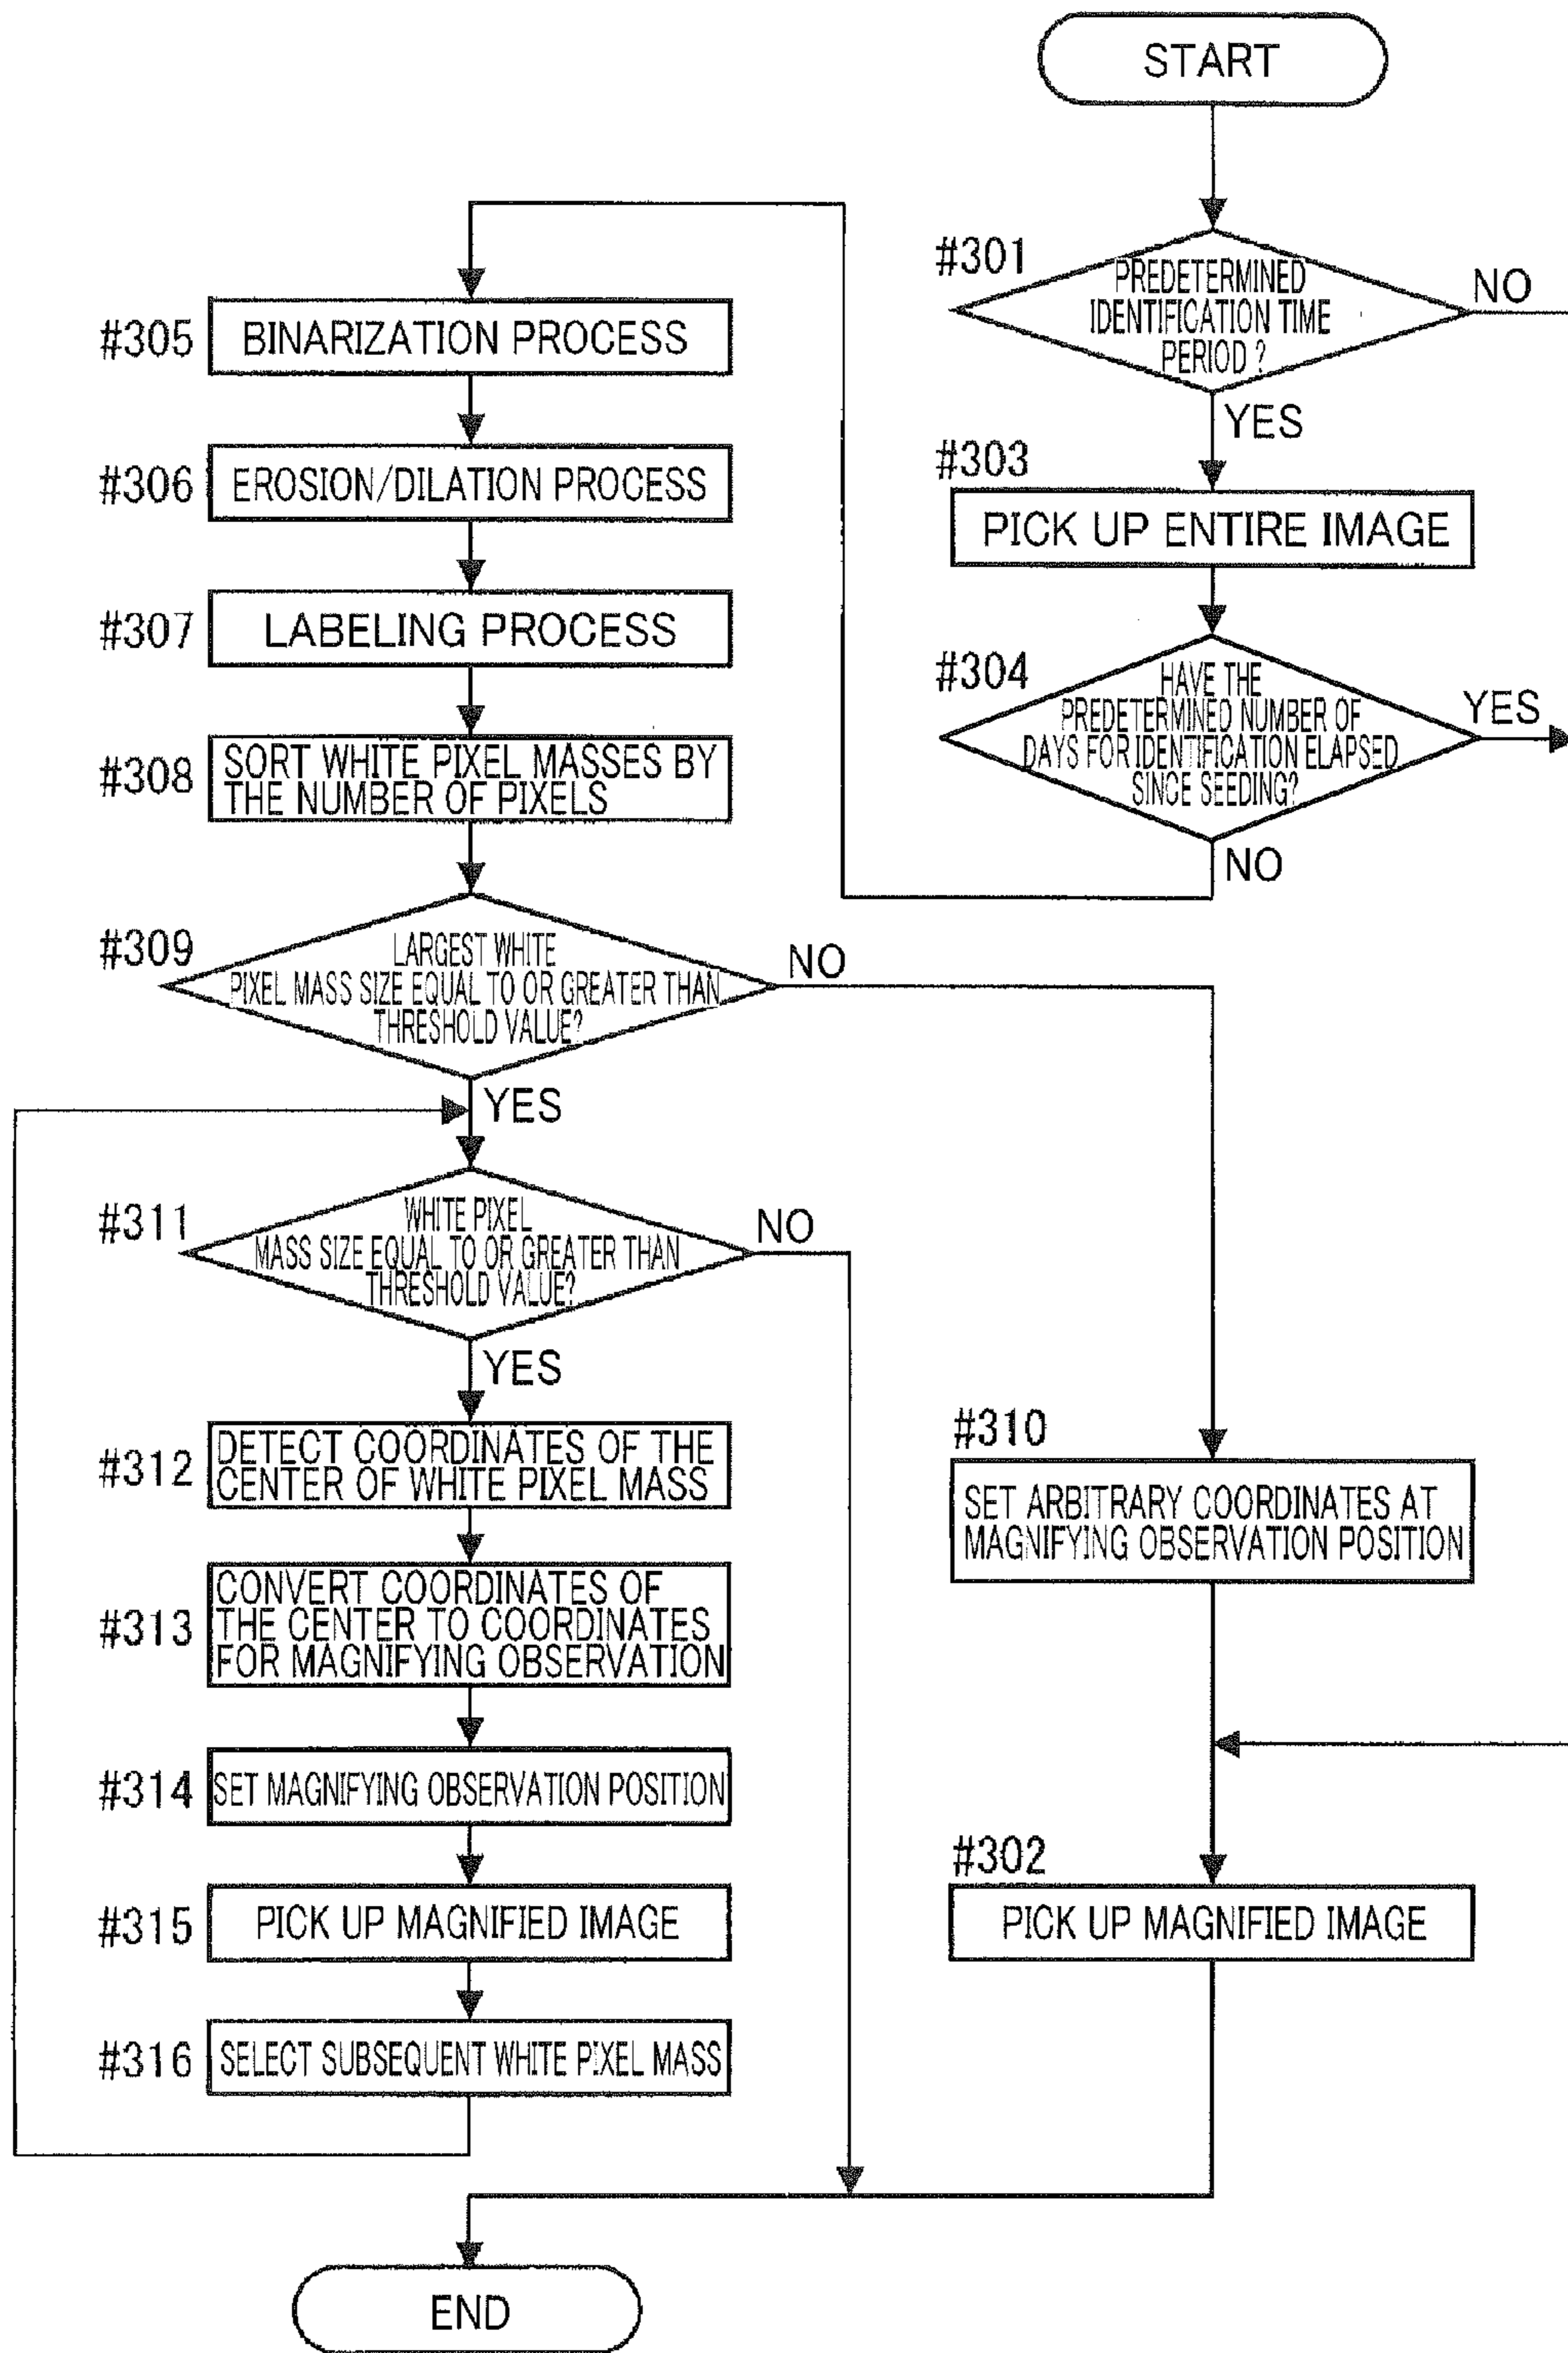 START
#301
PREDETERMINED
IDENTIFICATION TIME
PERIOD ?
NO
YES
#303
PICK UP ENTIRE IMAGE
#304
HAVE THE
PREDETERMINED NUMBER OF
DAYS FOR IDENTIFICATION ELAPSED
SINCE SEEDING?
YES
NO
#305
BINARIZATION PROCESS
#306
EROSION/DILATION PROCESS
#307
LABELING PROCESS
#308
SORT WHITE PIXEL MASSES BY
THE NUMBER OF PIXELS
#309
LARGEST WHITE
PIXEL MASS SIZE EQUAL TO OR GREATER THAN
THRESHOLD VALUE?
NO
YES
#311
WHITE PIXEL
MASS SIZE EQUAL TO OR GREATER THAN
THRESHOLD VALUE?
NO
YES
#312
DETECT COORDINATES OF THE
CENTER OF WHITE PIXEL MASS
#313
CONVERT COORDINATES OF
THE CENTER TO COORDINATES
FOR MAGNIFYING OBSERVATION
#314
SET MAGNIFYING OBSERVATION POSITION
#315
PICK UP MAGNIFIED IMAGE
#316
SELECT SUBSEQUENT WHITE PIXEL MASS
#310
SET ARBITRARY COORDINATES AT
MAGNIFYING OBSERVATION POSITION
#302
PICK UP MAGNIFIED IMAGE
END